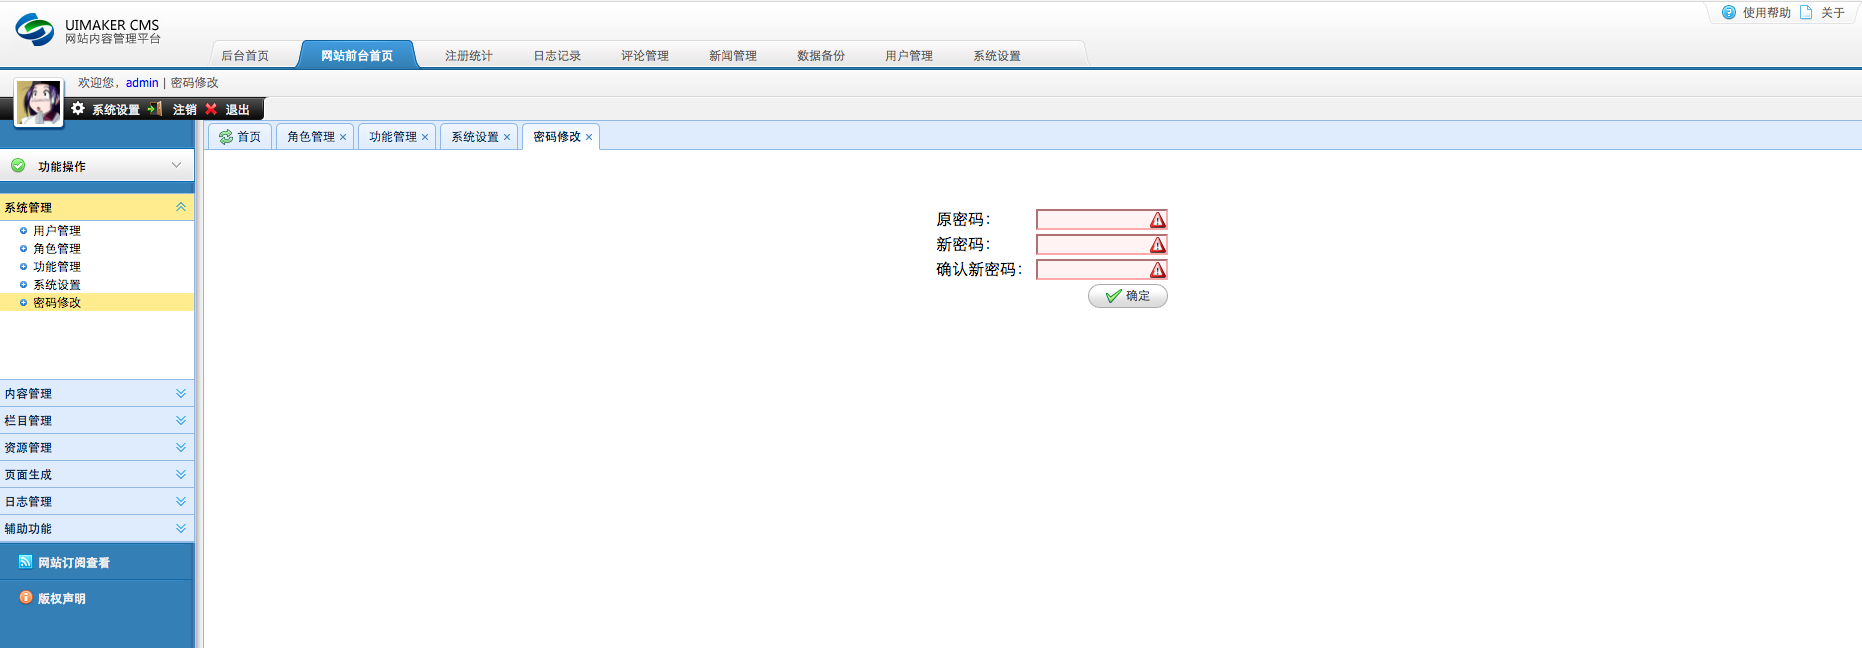 使用帮助 关于
UIMAKER CMS
网站内容管理平台
后台首页 网站前台首页 注册统计 日志记录 评论管理 新闻管理 数据备份 用户管理 系统设置
欢迎您，admin | 密码修改
系统设置 注销 退出
首页 角色管理 功能管理 系统设置 密码修改
功能操作
系统管理
用户管理
角色管理
功能管理
系统设置
密码修改
内容管理
栏目管理
资源管理
页面生成
日志管理
辅助功能
网站订阅查看
版权声明
原密码：
新密码：
确认新密码：
确定